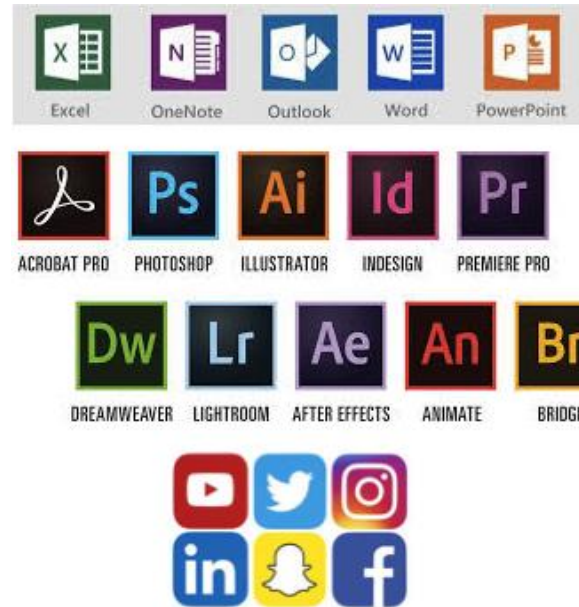 X N O W P
Excel OneNote Outlook Word PowerPoint
Ps Ai Id Pr
ACROBAT PRO PHOTOSHOP ILLUSTRATOR INDESIGN PREMIERE PRO
Dw Lr Ae An Br
DREAMWEAVER LIGHTROOM AFTER EFFECTS ANIMATE BRIDGE
in f